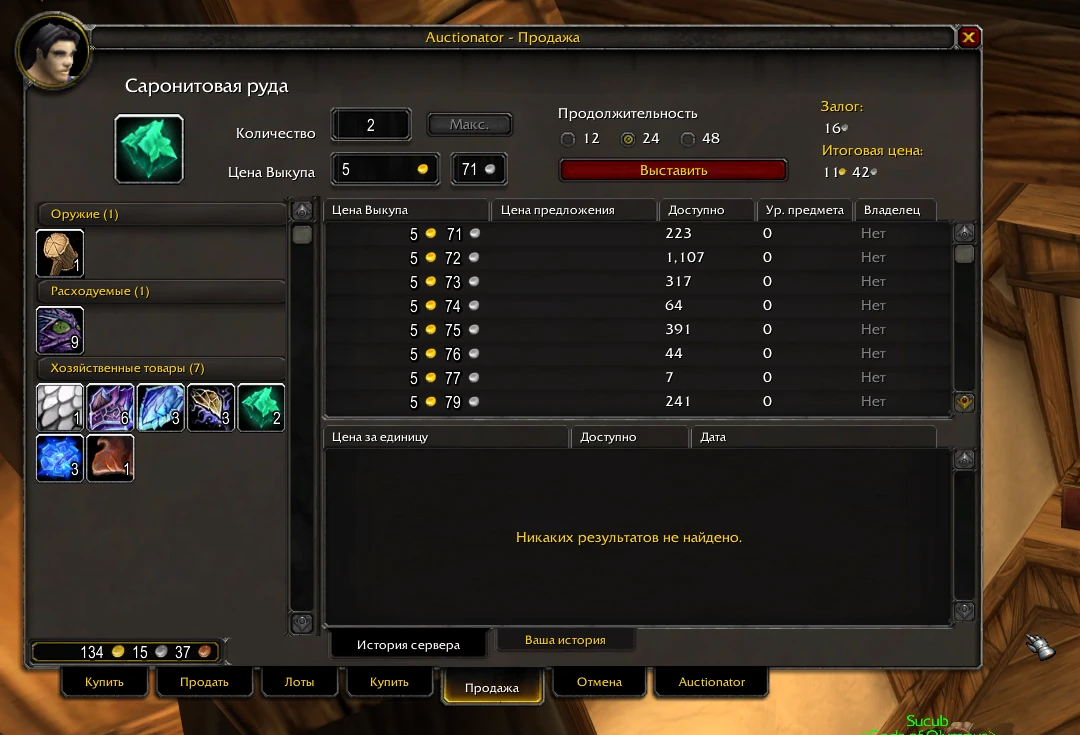 Auctionator - Продажа
Саронитовая руда
Количество
2
Макс.
Цена Выкупа
5
71
Продолжительность
12 24 48
Выставить
Залог:
16
Итоговая цена:
11 42
Оружие (1)
1
Расходуемые (1)
9
Хозяйственные товары (7)
1 6 3 3 2
3 1
Цена Выкупа Цена предложения Доступно Ур. предмета Владелец
5 71 223 0 Нет
5 72 1,107 0 Нет
5 73 317 0 Нет
5 74 64 0 Нет
5 75 391 0 Нет
5 76 44 0 Нет
5 77 7 0 Нет
5 79 241 0 Нет
Цена за единицу Доступно Дата
Никаких результатов не найдено.
134 15 37
История сервера Ваша история
Купить Продать Лоты Купить Продажа Отмена Auctionator
Sucub